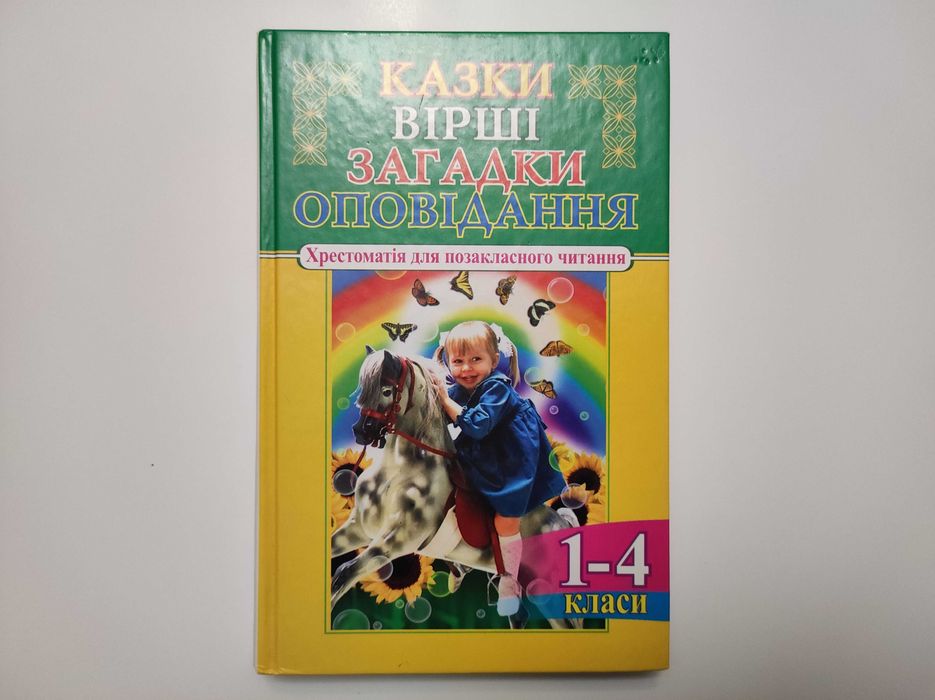 КАЗКИ
ВІРШІ
ЗАГАДКИ
ОПОВІДАННЯ
Хрестоматія для позакласного читання
1-4
класи